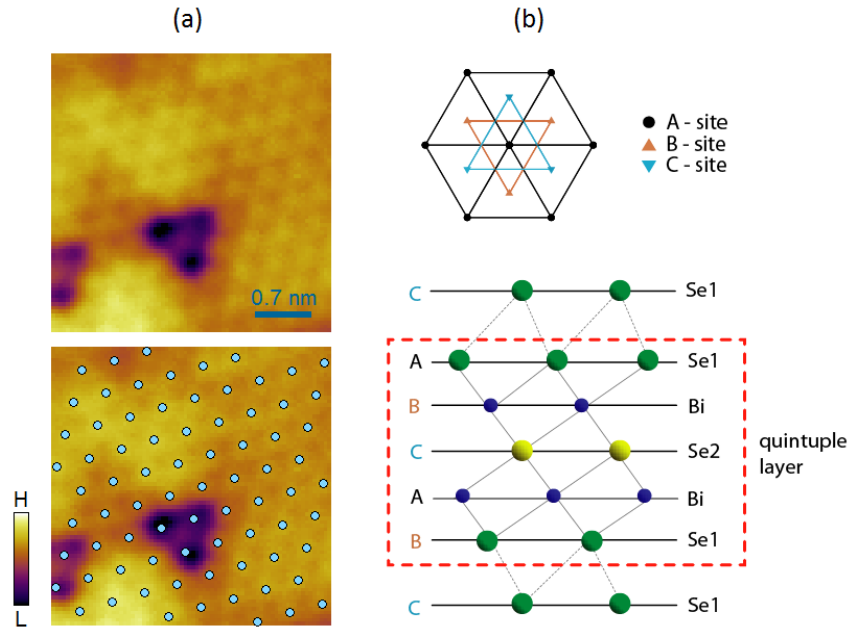 (a)
(b)
0.7 nm
H
L
A - site
B - site
C - site
C Se1
A Se1
B Bi
C Se2
A Bi
B Se1
C Se1
quintuple
layer